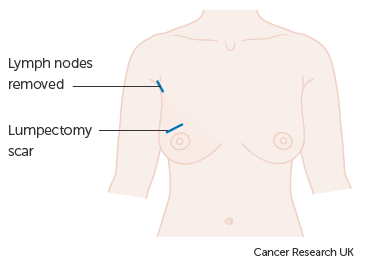 Lymph nodes
removed
Lumpectomy
scar
Cancer Research UK